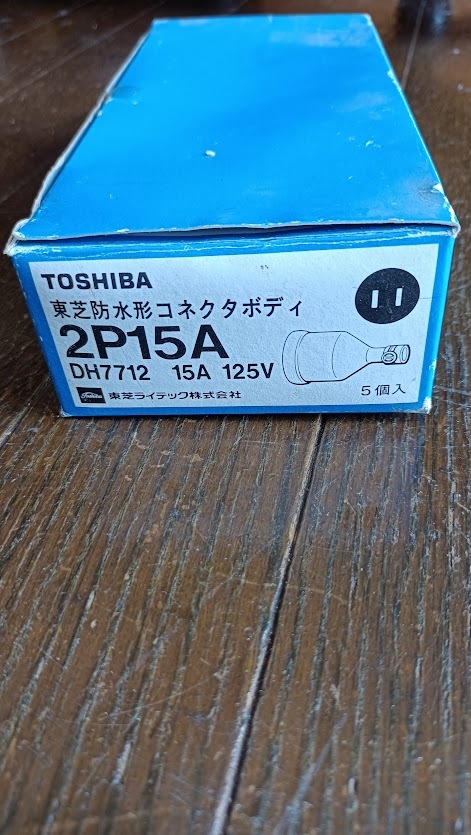 TOSHIBA
東芝防水形コネクタボディ
2P15A
DH7712 15A 125V
Toshiba 東芝ライテック株式会社
5個入